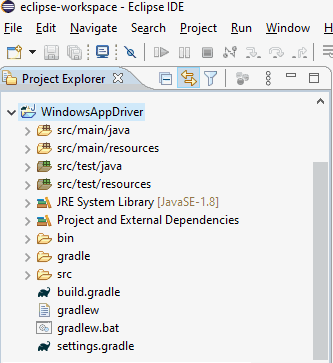 eclipse-workspace - Eclipse IDE
File Edit Navigate Search Project Run Window H
Project Explorer
WindowsAppDriver
src/main/java
src/main/resources
src/test/java
src/test/resources
JRE System Library [JavaSE-1.8]
Project and External Dependencies
bin
gradle
src
build.gradle
gradlew
gradlew.bat
settings.gradle